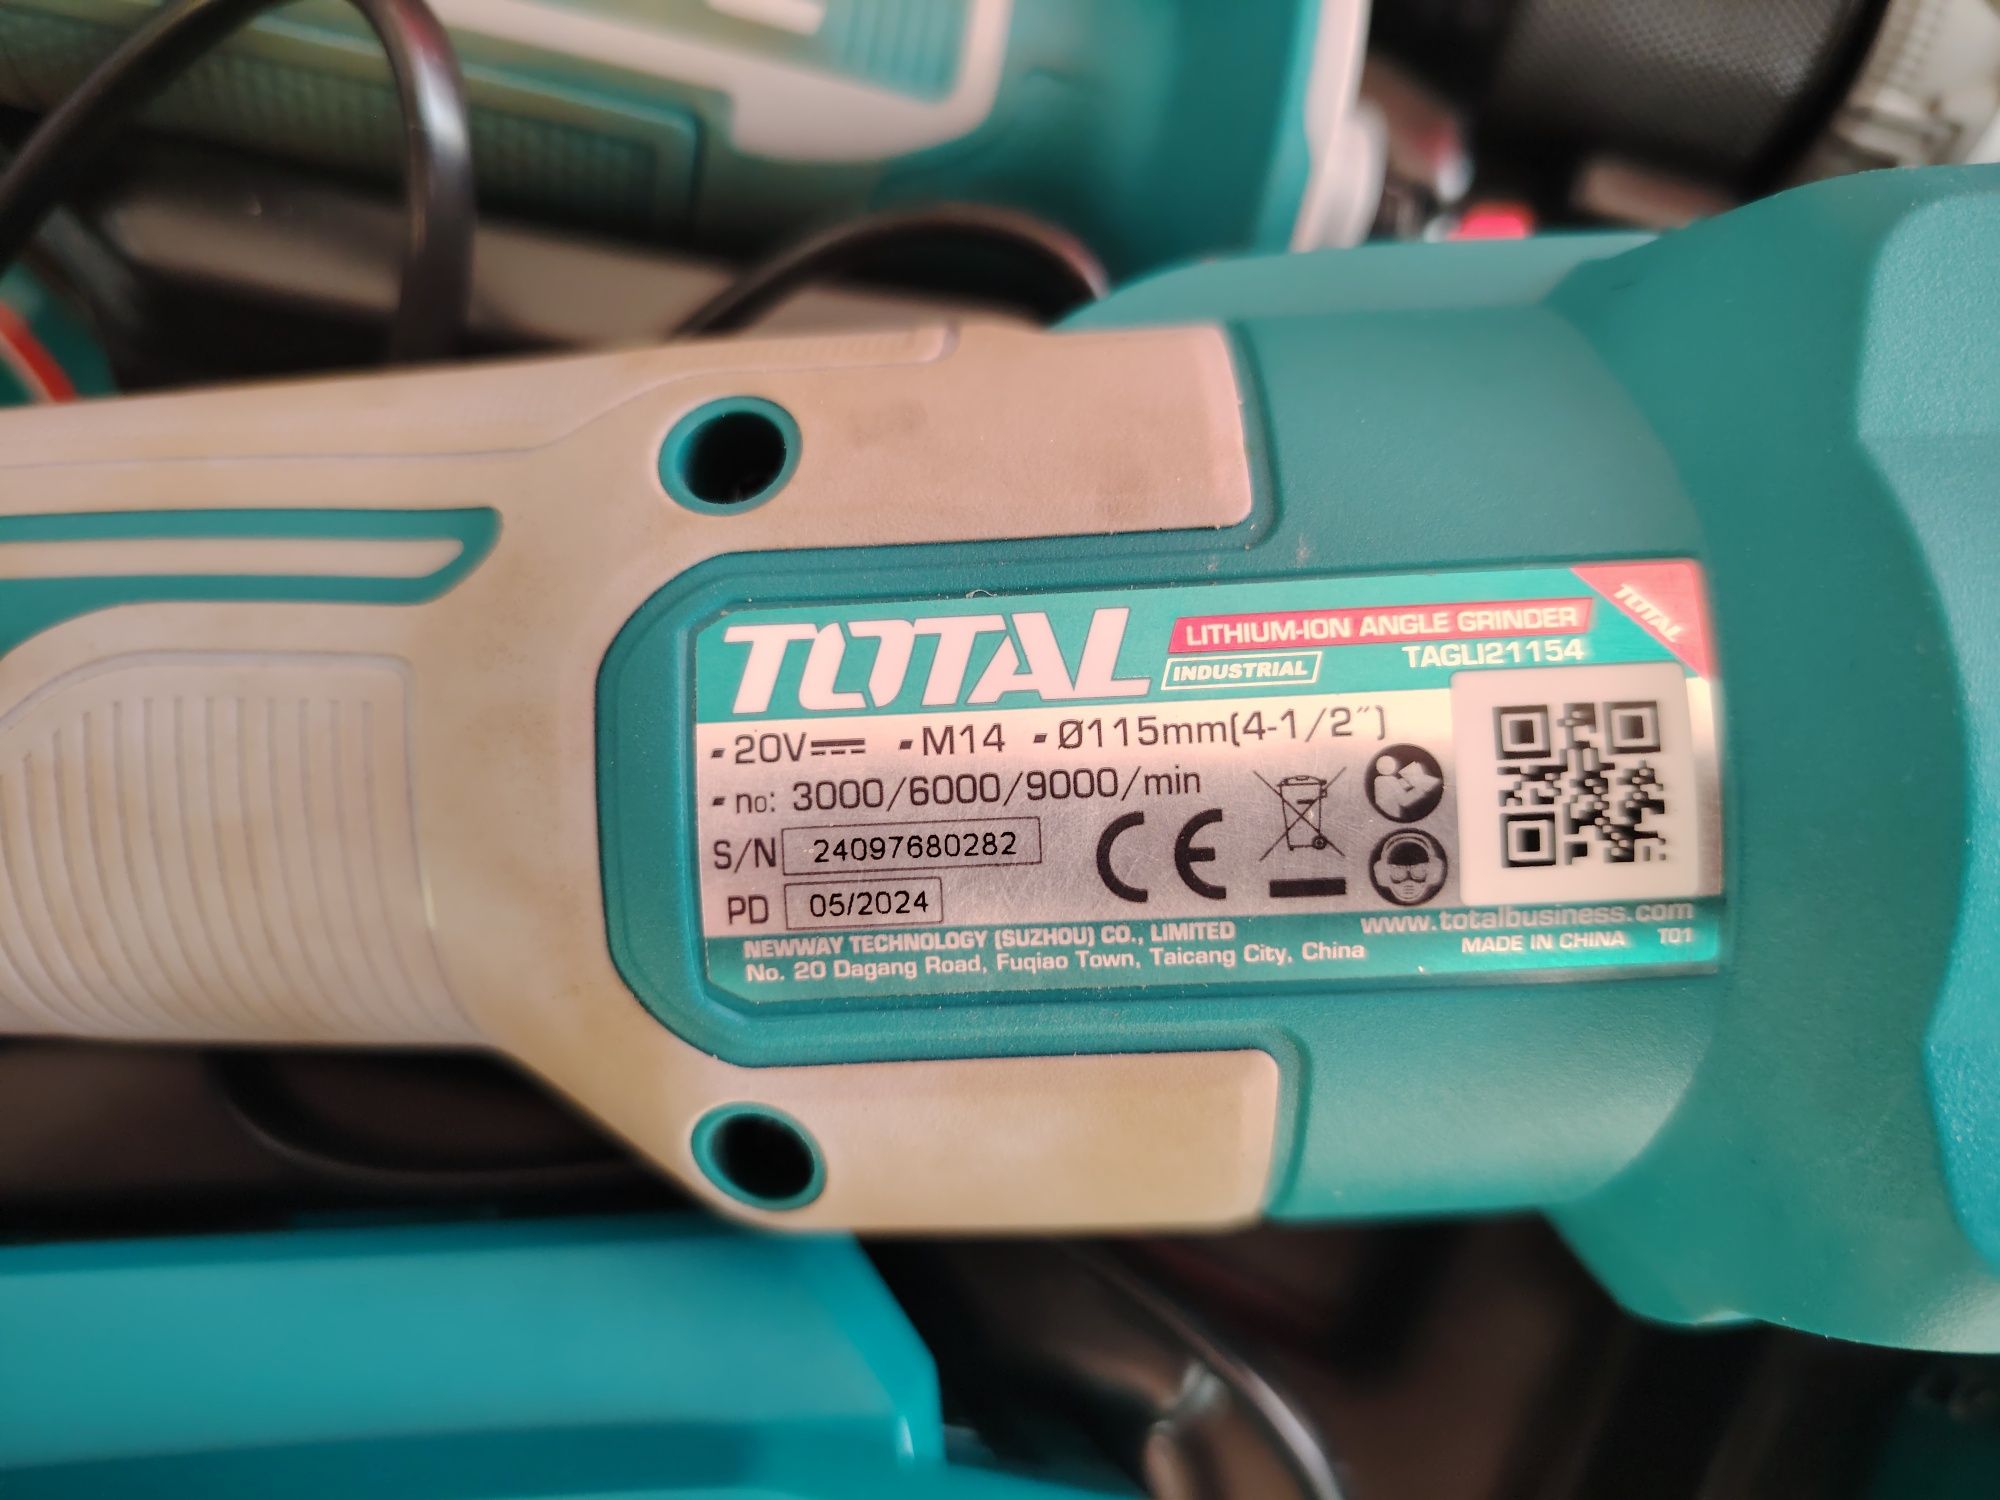 TOTAL
LITHIUM-ION ANGLE GRINDER
INDUSTRIAL TAGLI21154
TOTAL
- 20V - M14 - Ø115mm(4-1/2")
- no: 3000/6000/9000/min
S/N 24097680282
PD 05/2024
CE
NEWWAY TECHNOLOGY (SUZHOU) CO., LIMITED
No. 20 Dagang Road, Fuqiao Town, Taicang City, China
www.totalbusiness.com
MADE IN CHINA T01